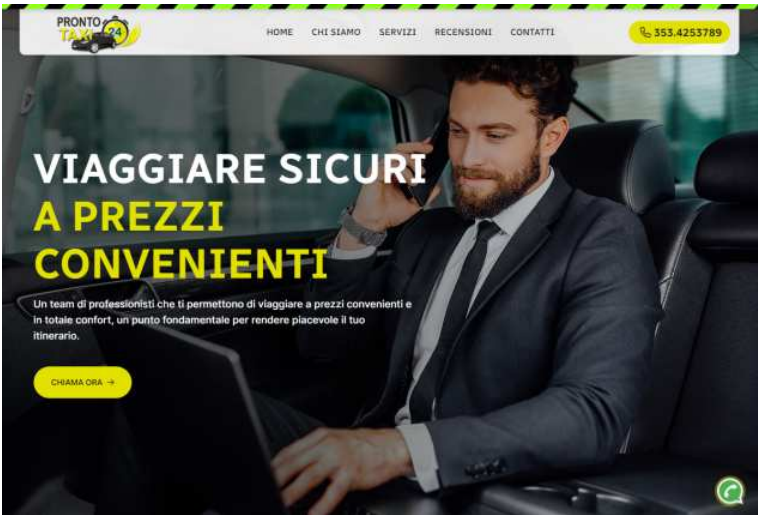 PRONTO
TAXI 24
HOME CHI SIAMO SERVIZI RECENSIONI CONTATTI
353.4253789
VIAGGIARE SICURI
A PREZZI
CONVENIENTI
Un team di professionisti che ti permettono di viaggiare a prezzi convenienti e
in totale confort, un punto fondamentale per rendere piacevole il tuo
itinerario.
CHIAMA ORA →